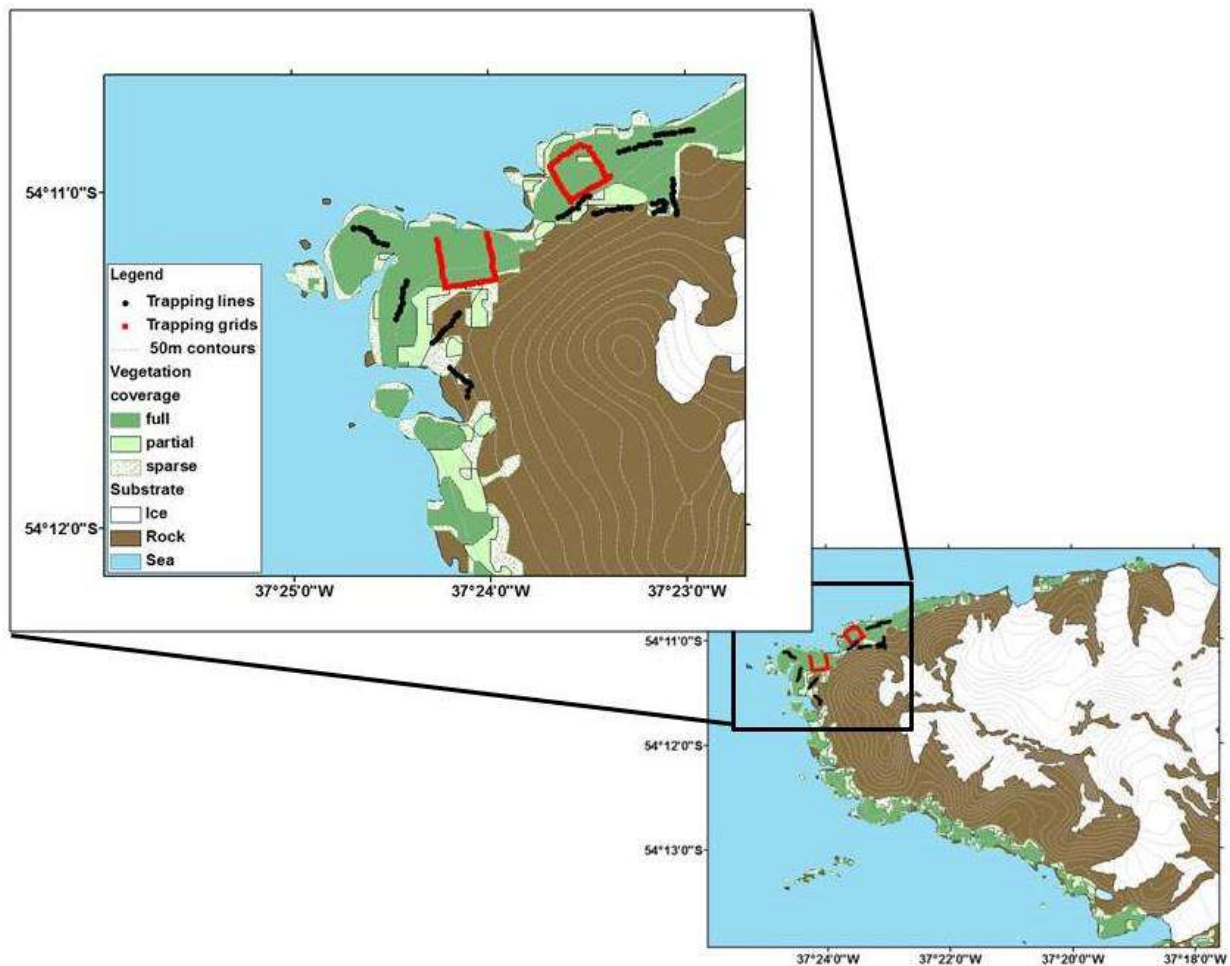 54°11'0"S
Legend
Trapping lines
Trapping grids
50m contours
Vegetation
coverage
full
partial
sparse
Substrate
Ice
Rock
Sea
54°12'0"S
37°25'0"W 37°24'0"W 37°23'0"W
54°11'0"S
54°12'0"S
54°13'0"S
37°24'0"W 37°22'0"W 37°20'0"W 37°18'0"W